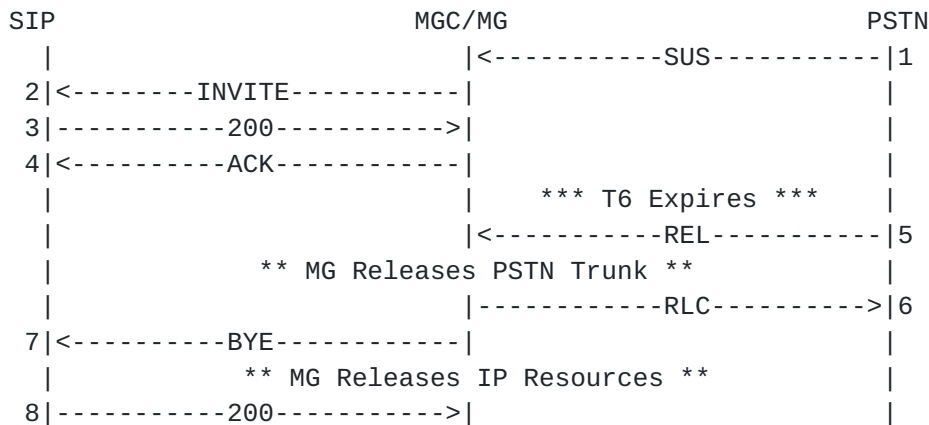 SIP                   MGC/MG                   PSTN
  |                       |<-----------SUS-----------|1
 2|<--------INVITE-----------|                       |
 3|-----------200----------->|                       |
 4|<----------ACK------------|                       |
  |                       |    *** T6 Expires ***    |
  |                       |<-----------REL-----------|5
  |             ** MG Releases PSTN Trunk **         |
  |                       |------------RLC---------->|6
 7|<----------BYE------------|                       |
  |            ** MG Releases IP Resources **        |
 8|-----------200----------->|                       |